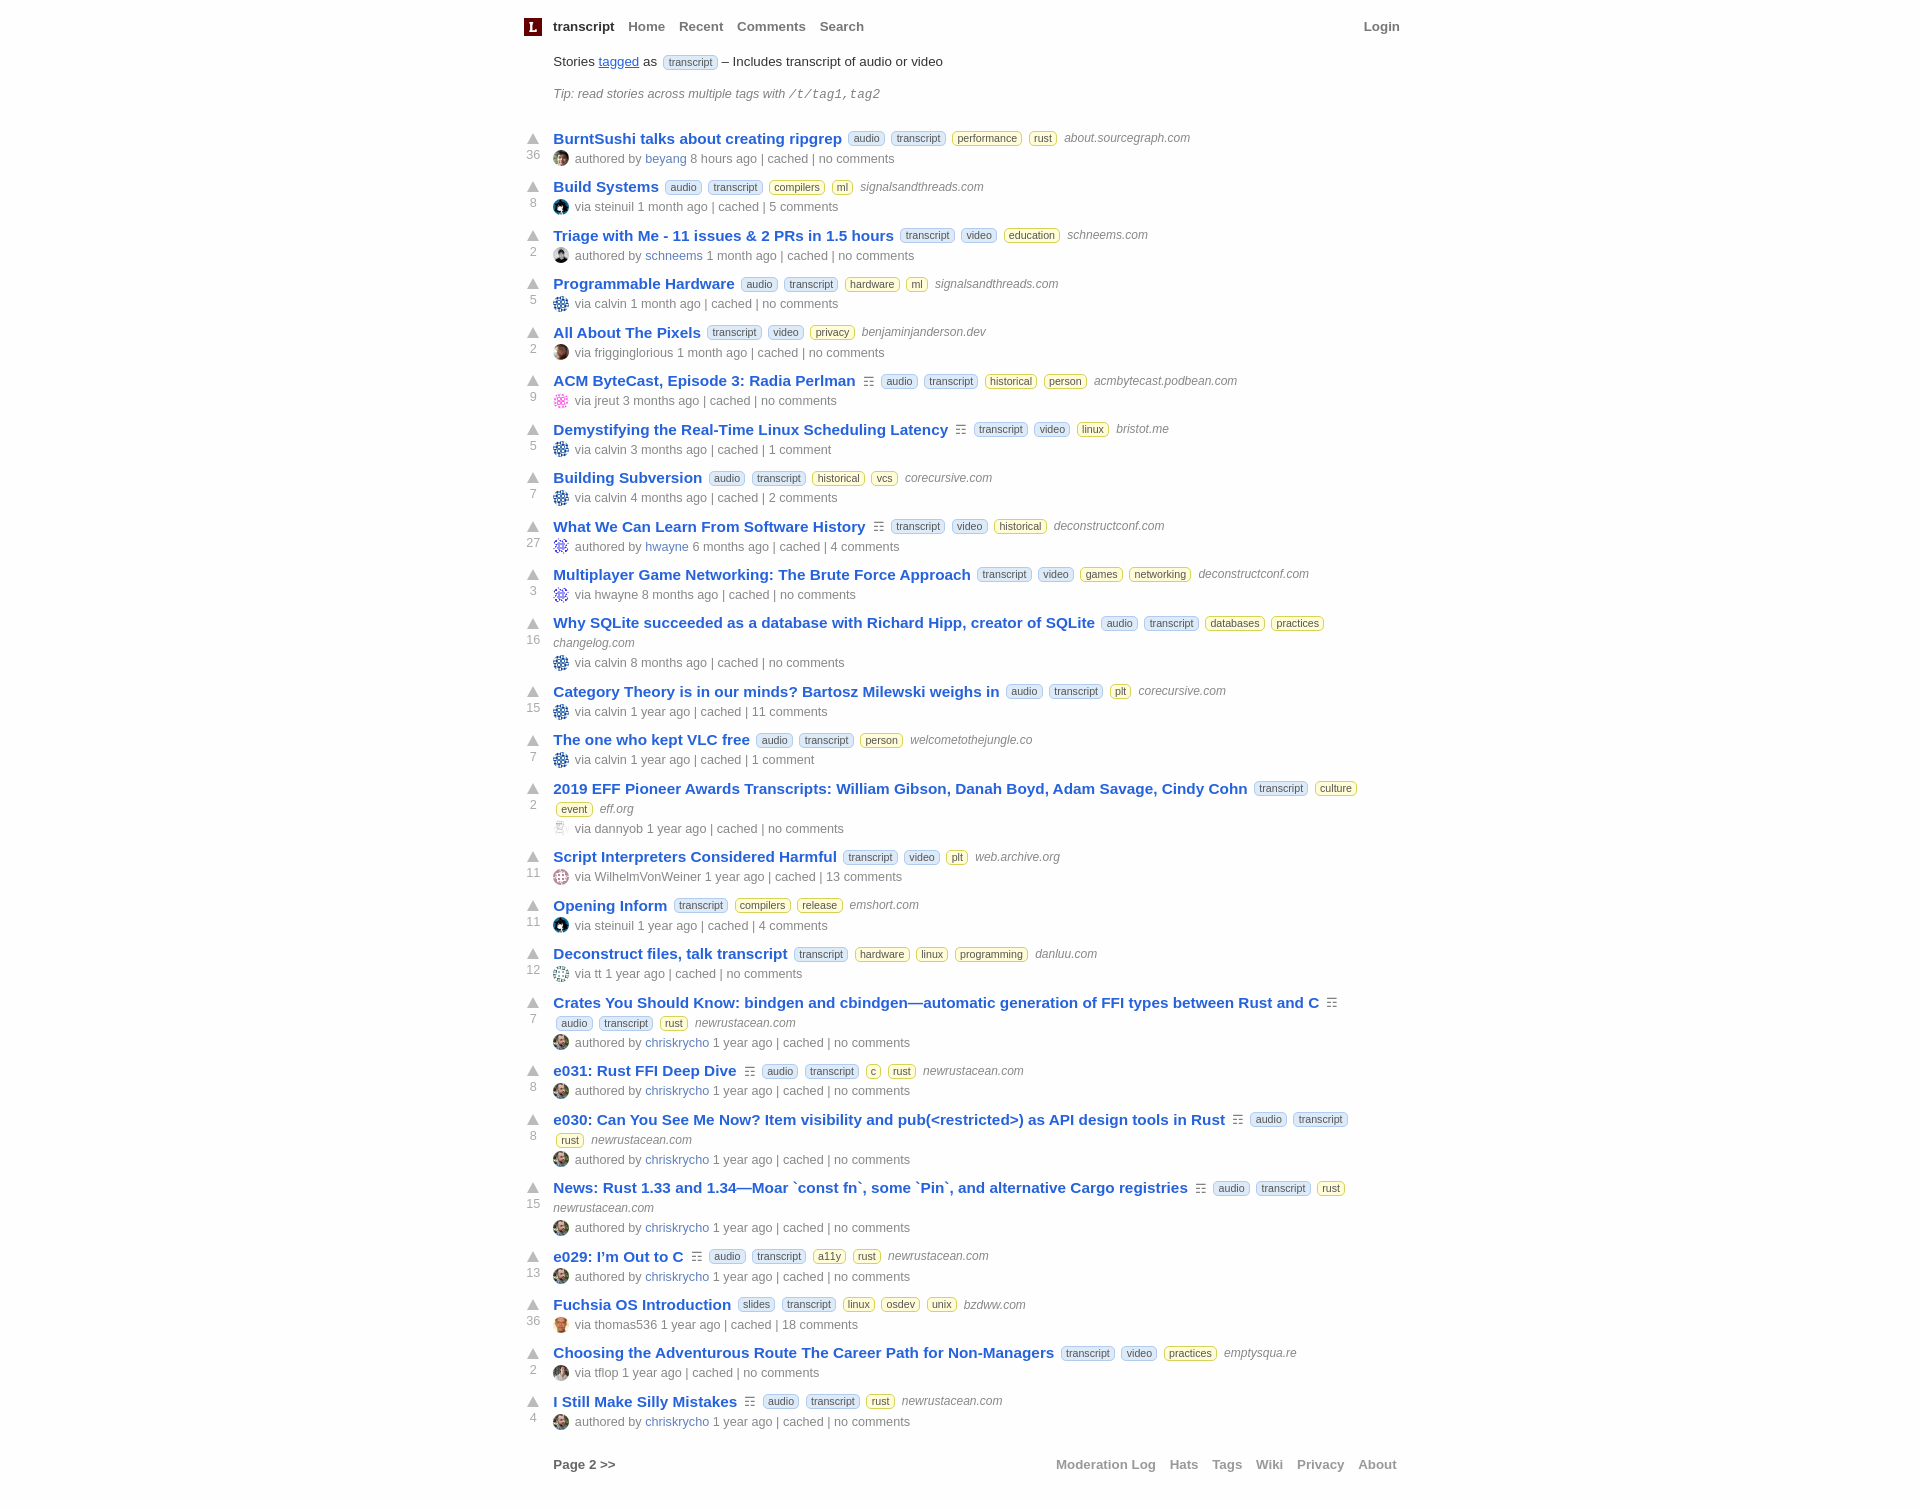 L transcript Home Recent Comments Search Login
Stories tagged as transcript – Includes transcript of audio or video
Tip: read stories across multiple tags with /t/tag1,tag2
BurntSushi talks about creating ripgrep audio transcript performance rust about.sourcegraph.com
36 authored by beyang 8 hours ago | cached | no comments
Build Systems audio transcript compilers ml signalsandthreads.com
8 via steinuil 1 month ago | cached | 5 comments
Triage with Me - 11 issues & 2 PRs in 1.5 hours transcript video education schneems.com
2 authored by schneems 1 month ago | cached | no comments
Programmable Hardware audio transcript hardware ml signalsandthreads.com
5 via calvin 1 month ago | cached | no comments
All About The Pixels transcript video privacy benjaminjanderson.dev
2 via frigginglorious 1 month ago | cached | no comments
ACM ByteCast, Episode 3: Radia Perlman ☶ audio transcript historical person acmbytecast.podbean.com
9 via jreut 3 months ago | cached | no comments
Demystifying the Real-Time Linux Scheduling Latency ☶ transcript video linux bristot.me
5 via calvin 3 months ago | cached | 1 comment
Building Subversion audio transcript historical vcs corecursive.com
7 via calvin 4 months ago | cached | 2 comments
What We Can Learn From Software History ☶ transcript video historical deconstructconf.com
27 authored by hwayne 6 months ago | cached | 4 comments
Multiplayer Game Networking: The Brute Force Approach transcript video games networking deconstructconf.com
3 via hwayne 8 months ago | cached | no comments
Why SQLite succeeded as a database with Richard Hipp, creator of SQLite audio transcript databases practices
16 changelog.com
via calvin 8 months ago | cached | no comments
Category Theory is in our minds? Bartosz Milewski weighs in audio transcript plt corecursive.com
15 via calvin 1 year ago | cached | 11 comments
The one who kept VLC free audio transcript person welcometothejungle.co
7 via calvin 1 year ago | cached | 1 comment
2019 EFF Pioneer Awards Transcripts: William Gibson, Danah Boyd, Adam Savage, Cindy Cohn transcript culture
2 event eff.org
via dannyob 1 year ago | cached | no comments
Script Interpreters Considered Harmful transcript video plt web.archive.org
11 via WilhelmVonWeiner 1 year ago | cached | 13 comments
Opening Inform transcript compilers release emshort.com
11 via steinuil 1 year ago | cached | 4 comments
Deconstruct files, talk transcript transcript hardware linux programming danluu.com
12 via tt 1 year ago | cached | no comments
Crates You Should Know: bindgen and cbindgen—automatic generation of FFI types between Rust and C ☶
7 audio transcript rust newrustacean.com
authored by chriskrycho 1 year ago | cached | no comments
e031: Rust FFI Deep Dive ☶ audio transcript c rust newrustacean.com
8 authored by chriskrycho 1 year ago | cached | no comments
e030: Can You See Me Now? Item visibility and pub(<restricted>) as API design tools in Rust ☶ audio transcript
8 rust newrustacean.com
authored by chriskrycho 1 year ago | cached | no comments
News: Rust 1.33 and 1.34—Moar `const fn`, some `Pin`, and alternative Cargo registries ☶ audio transcript rust
15 newrustacean.com
authored by chriskrycho 1 year ago | cached | no comments
e029: I’m Out to C ☶ audio transcript a11y rust newrustacean.com
13 authored by chriskrycho 1 year ago | cached | no comments
Fuchsia OS Introduction slides transcript linux osdev unix bzdww.com
36 via thomas536 1 year ago | cached | 18 comments
Choosing the Adventurous Route The Career Path for Non-Managers transcript video practices emptysqua.re
2 via tflop 1 year ago | cached | no comments
I Still Make Silly Mistakes ☶ audio transcript rust newrustacean.com
4 authored by chriskrycho 1 year ago | cached | no comments
Page 2 >> Moderation Log Hats Tags Wiki Privacy About